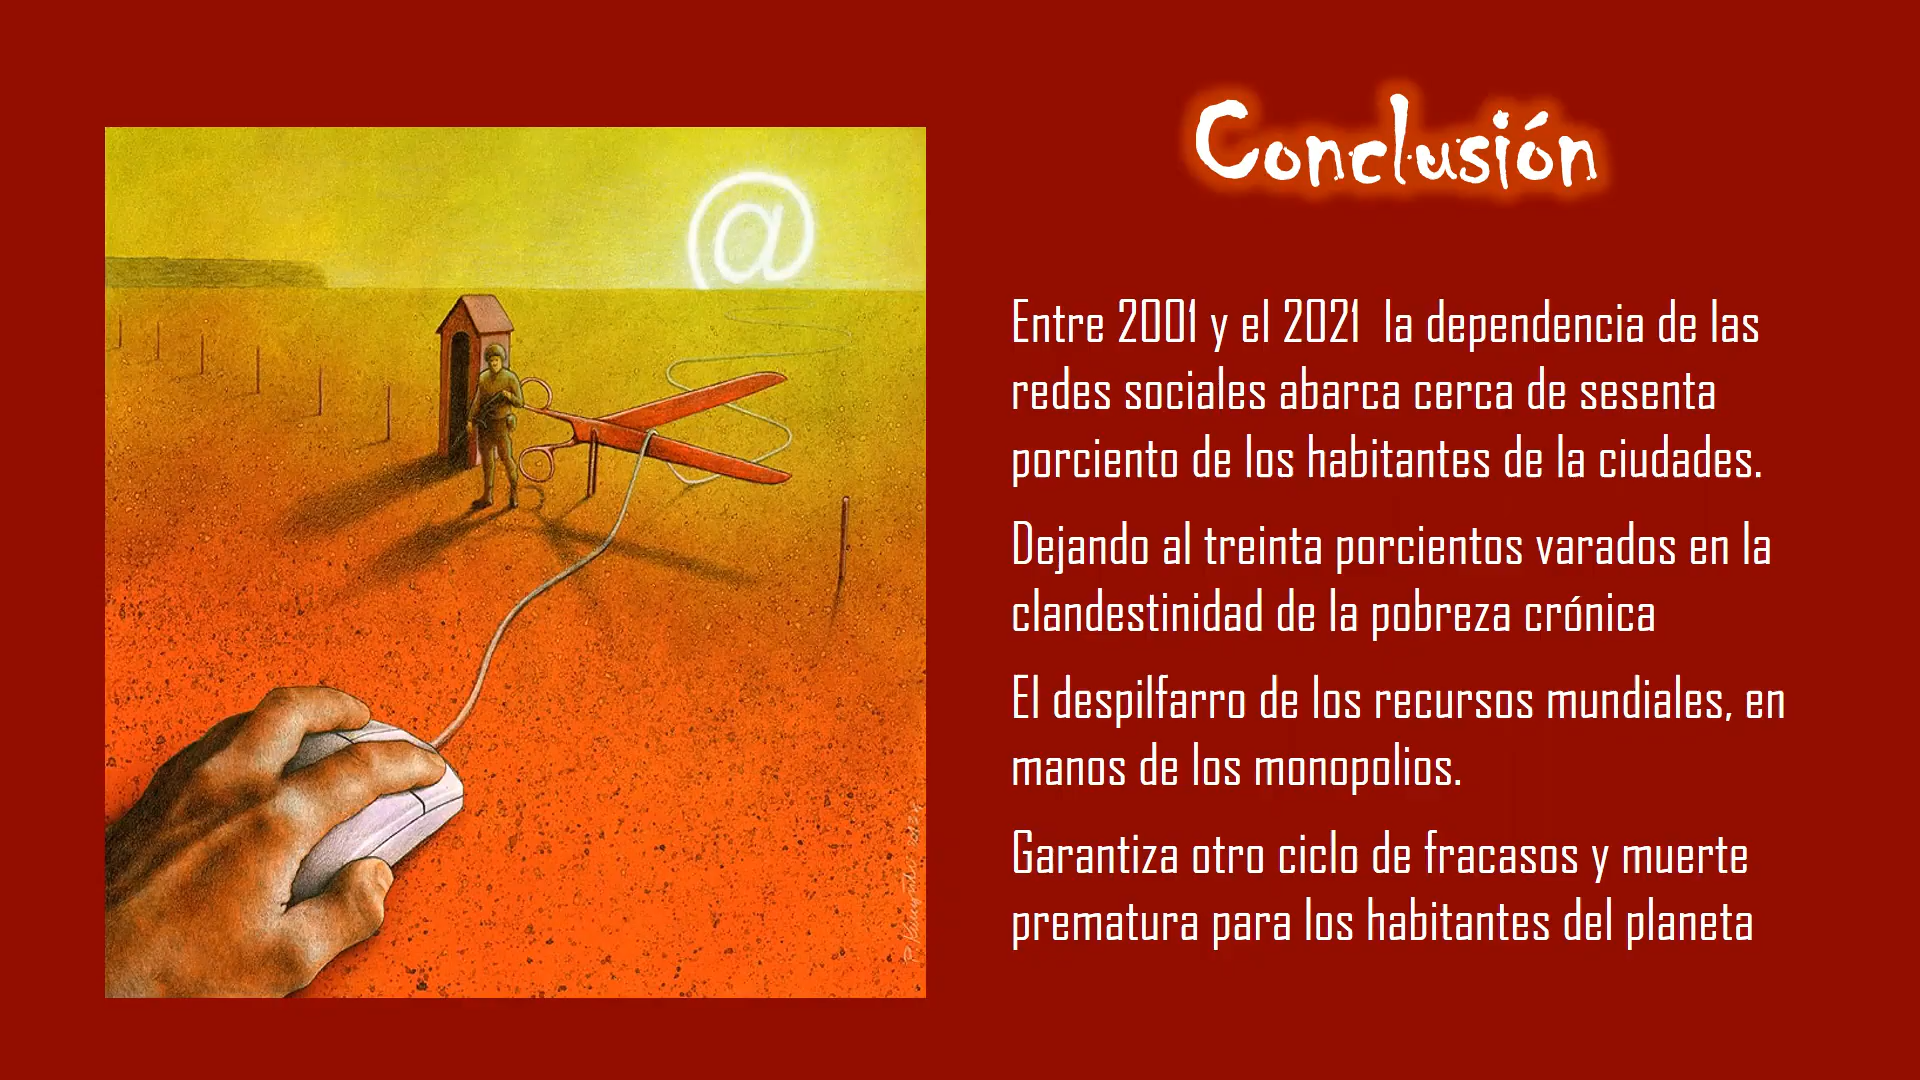 @
Conclusión
Entre 2001 y el 2021 la dependencia de las
redes sociales abarca cerca de sesenta
porciento de los habitantes de la ciudades.
Dejando al treinta porcientos varados en la
clandestinidad de la pobreza crónica
El despilfarro de los recursos mundiales, en
manos de los monopolios.
Garantiza otro ciclo de fracasos y muerte
prematura para los habitantes del planeta